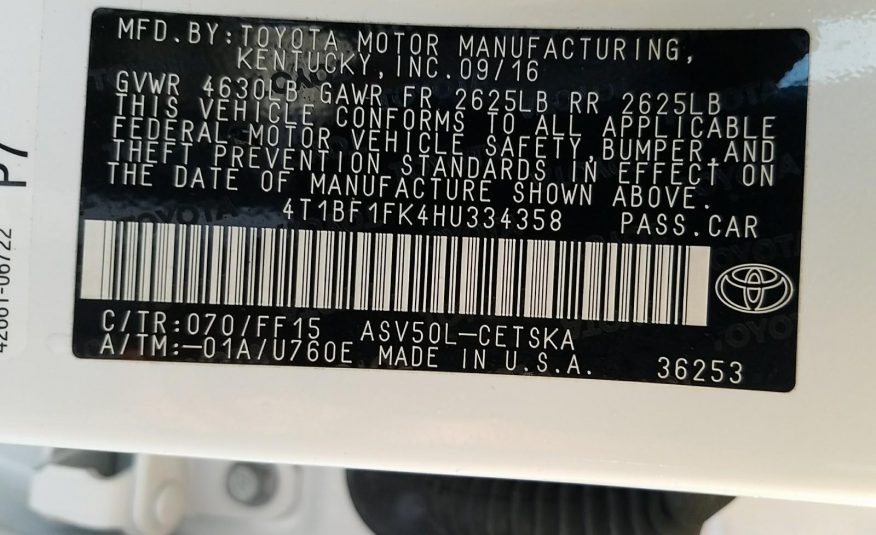 MFD.BY:TOYOTA MOTOR MANUFACTURING,
KENTUCKY,INC.09/16
GVWR 4630LB GAWR FR 2625LB RR 2625LB
THIS VEHICLE CONFORMS TO ALL APPLICABLE
FEDERAL MOTOR VEHICLE SAFETY,BUMPER,AND
THEFT PREVENTION STANDARDS IN EFFECT ON
THE DATE OF MANUFACTURE SHOWN ABOVE.
4T1BF1FK4HU334358 PASS.CAR
C/TR:070/FF15 ASV50L-CETSKA
A/TM:-01A/U760E MADE IN U.S.A. 36253
P7